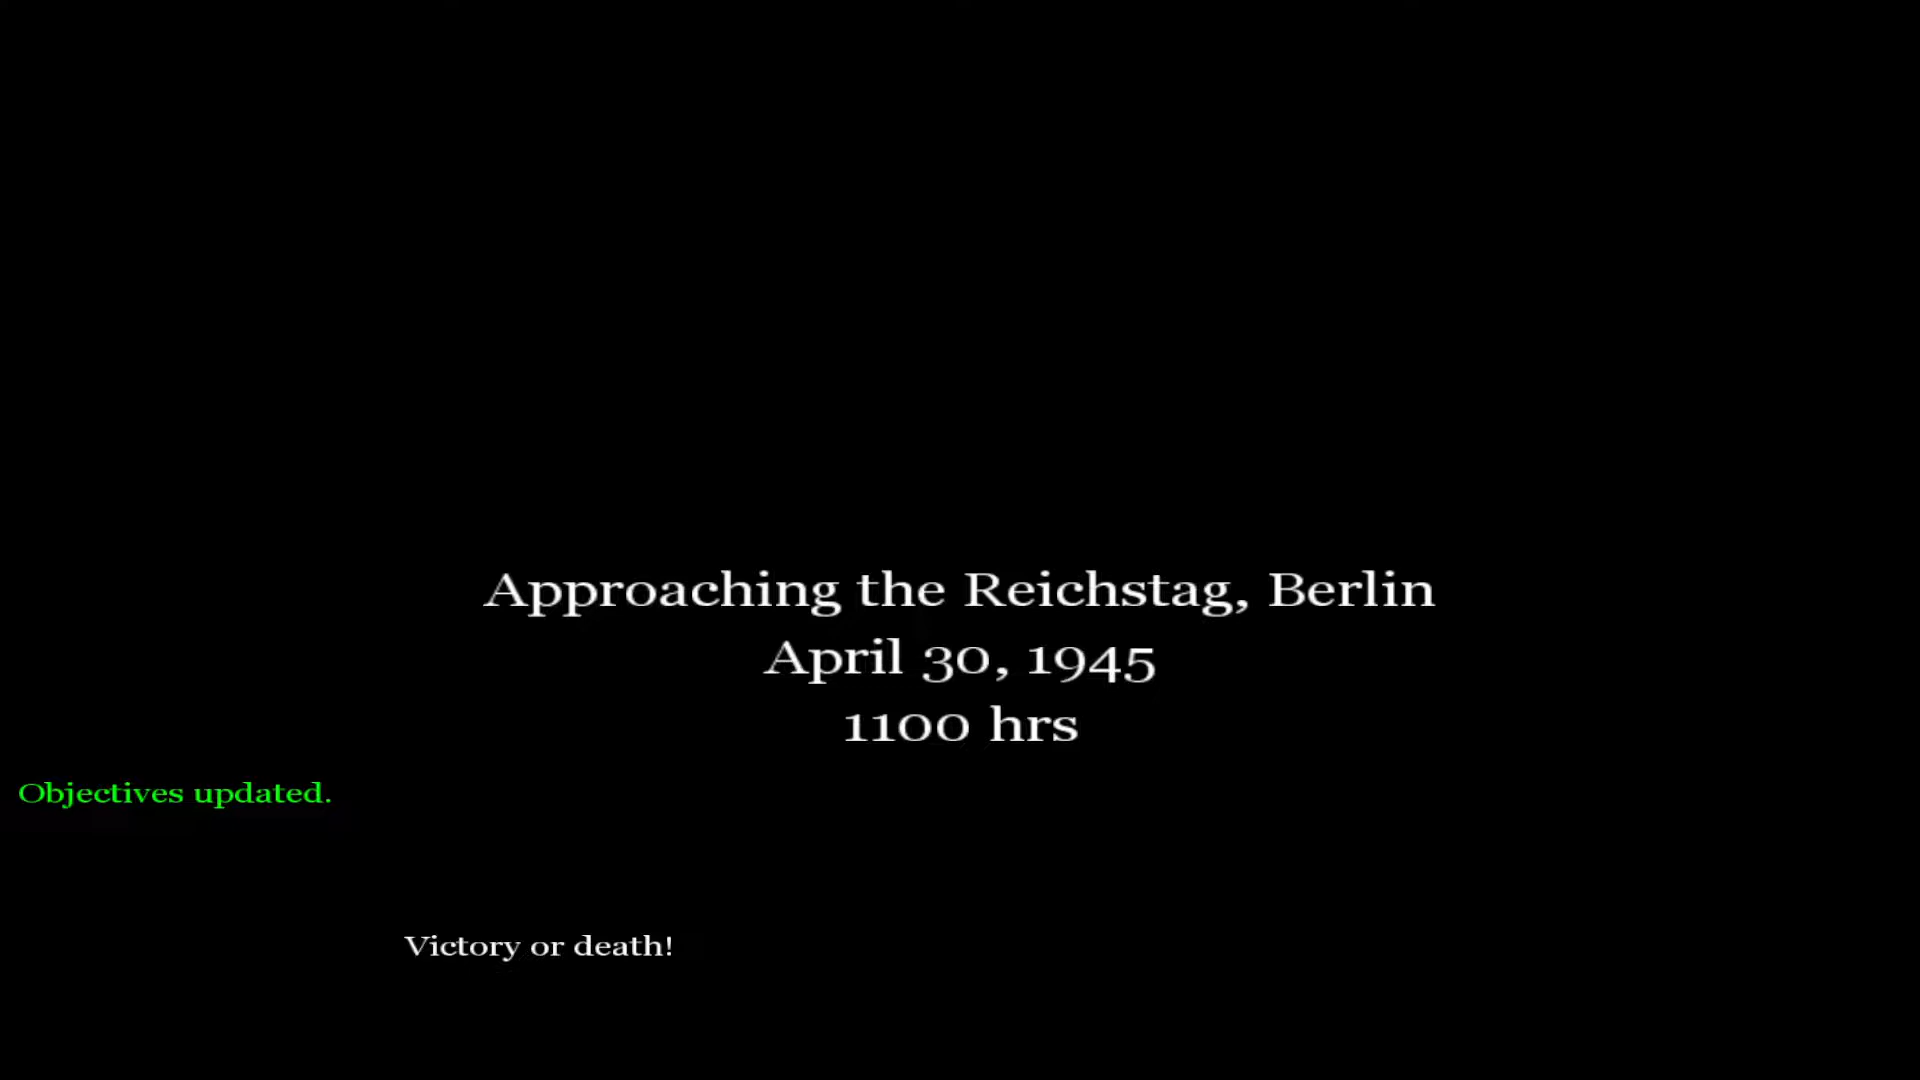 Approaching the Reichstag, Berlin
April 30, 1945
1100 hrs
Objectives updated.
Victory or death!